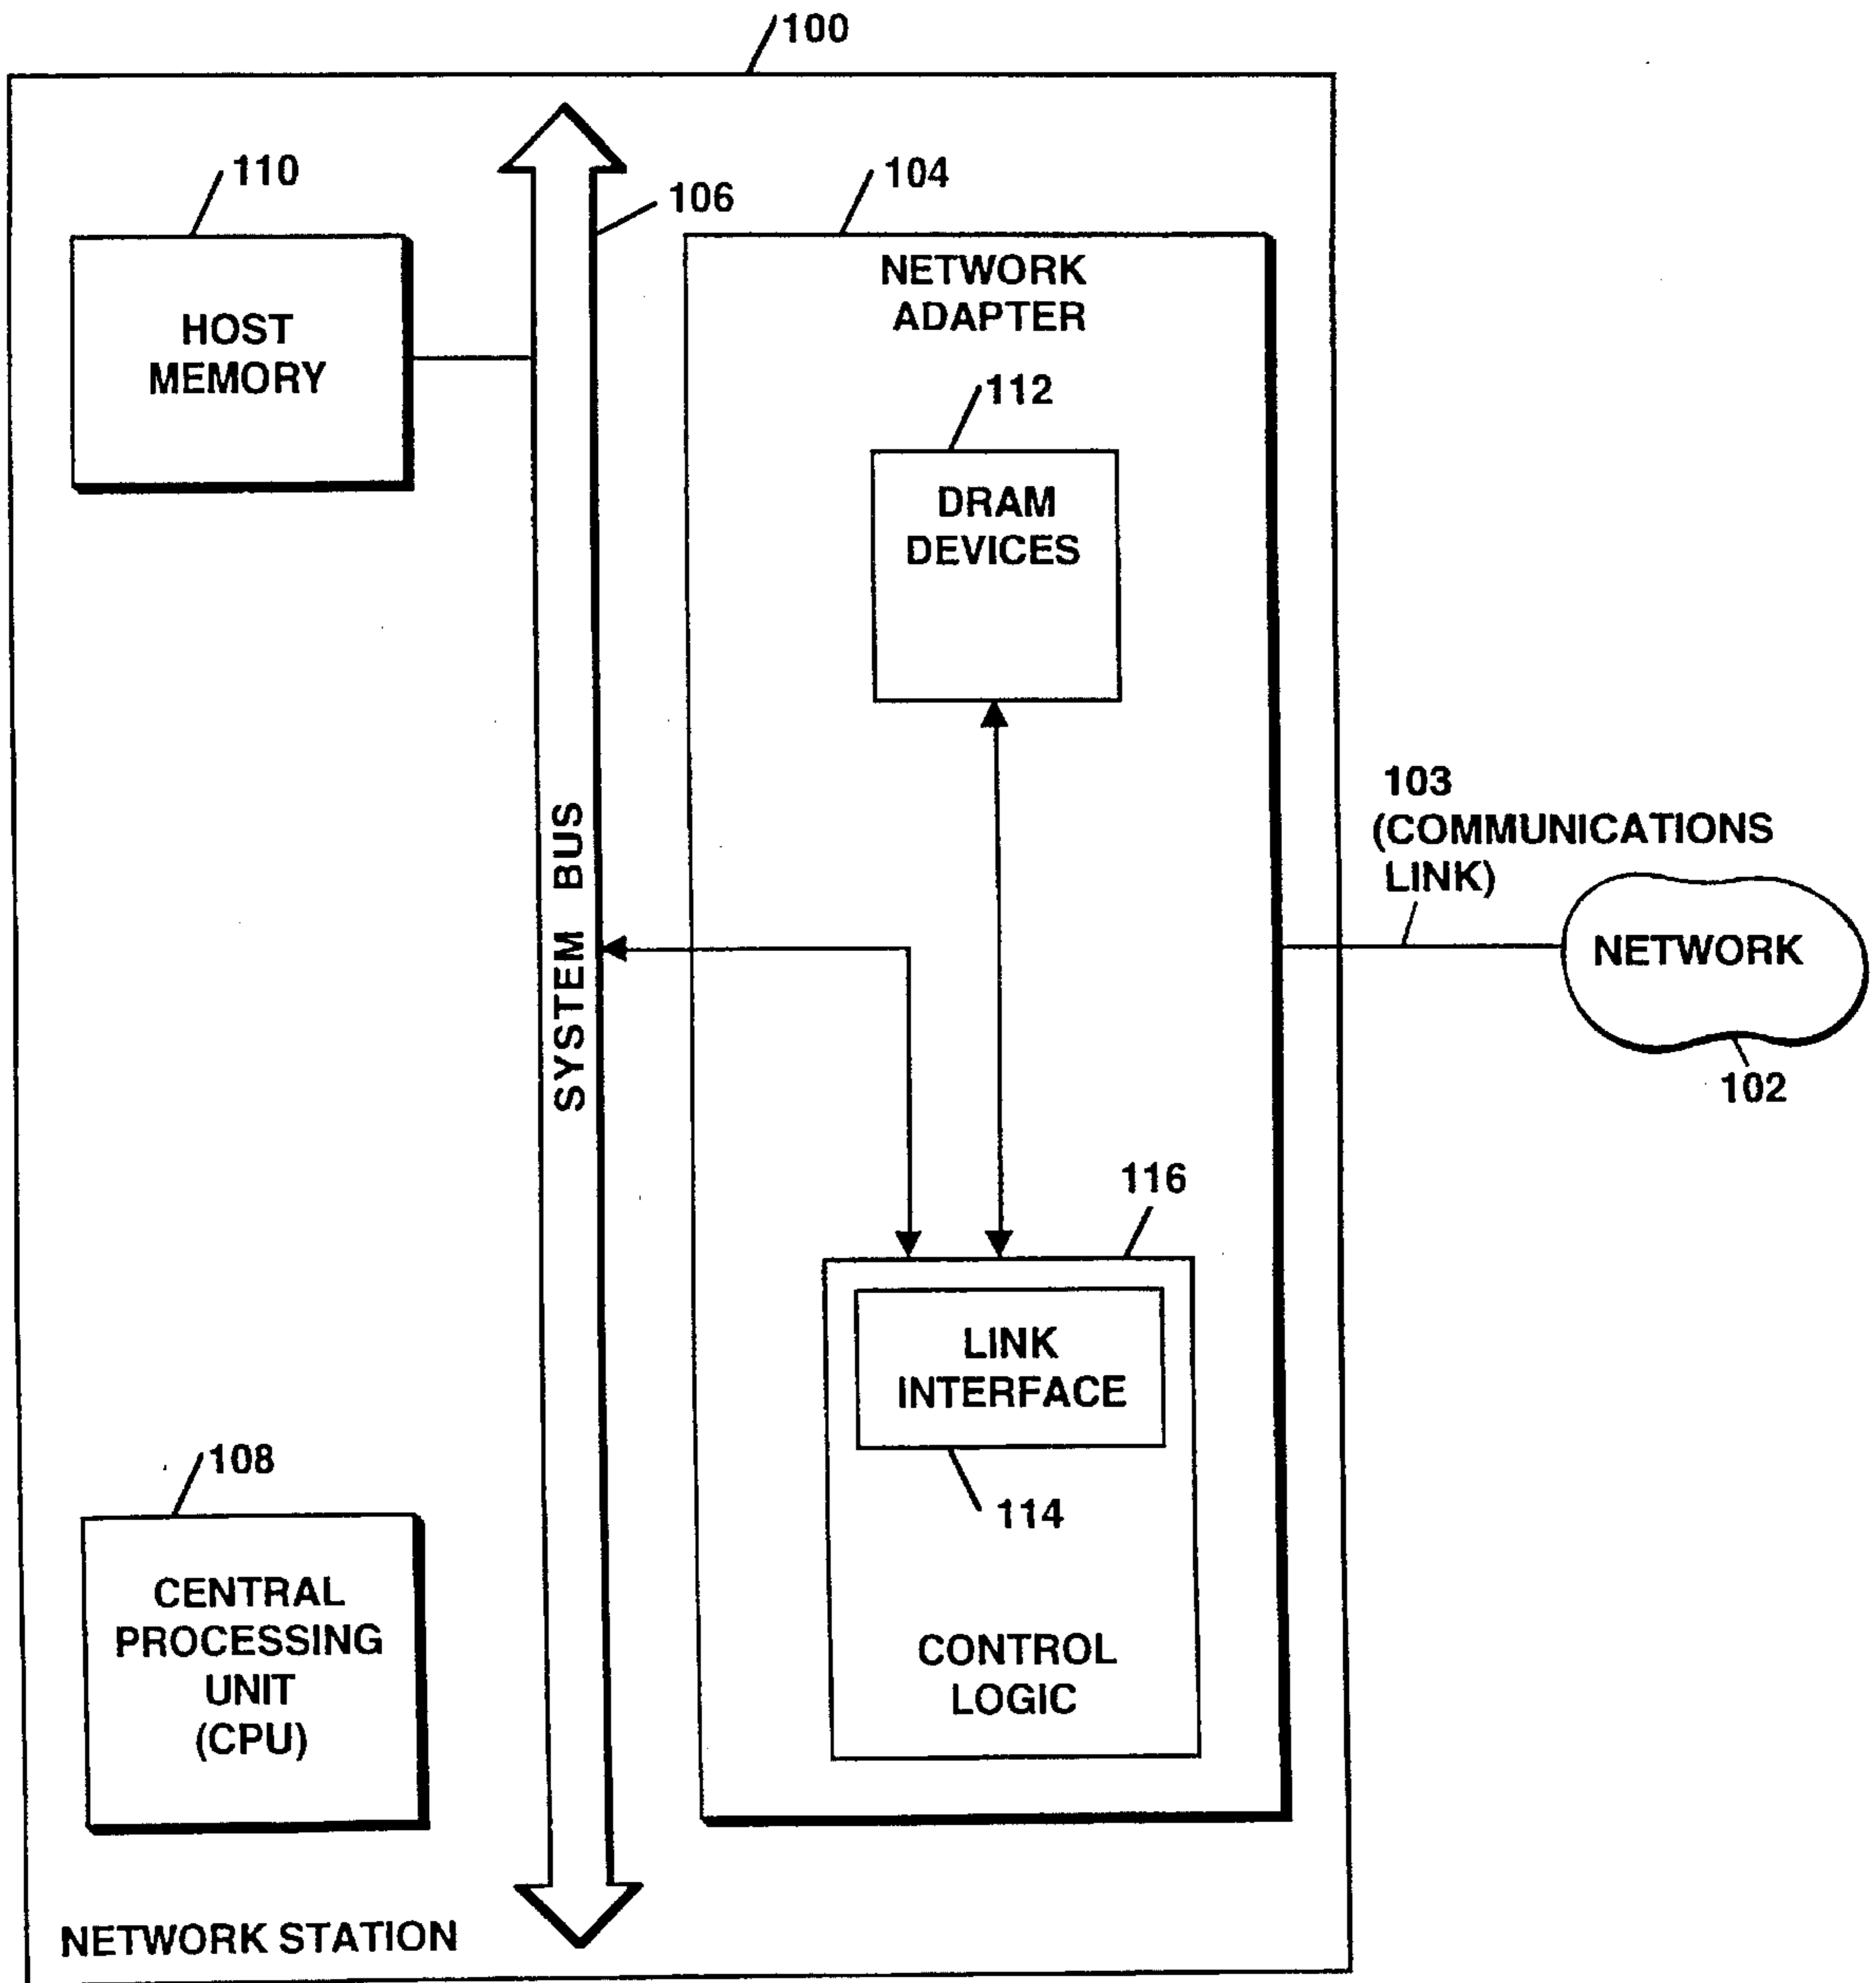 100
110
106
104
HOST
MEMORY
NETWORK
ADAPTER
112
DRAM
DEVICES
SYSTEM BUS
103
(COMMUNICATIONS
LINK)
NETWORK
102
116
LINK
INTERFACE
114
CONTROL
LOGIC
108
CENTRAL
PROCESSING
UNIT
(CPU)
NETWORK STATION